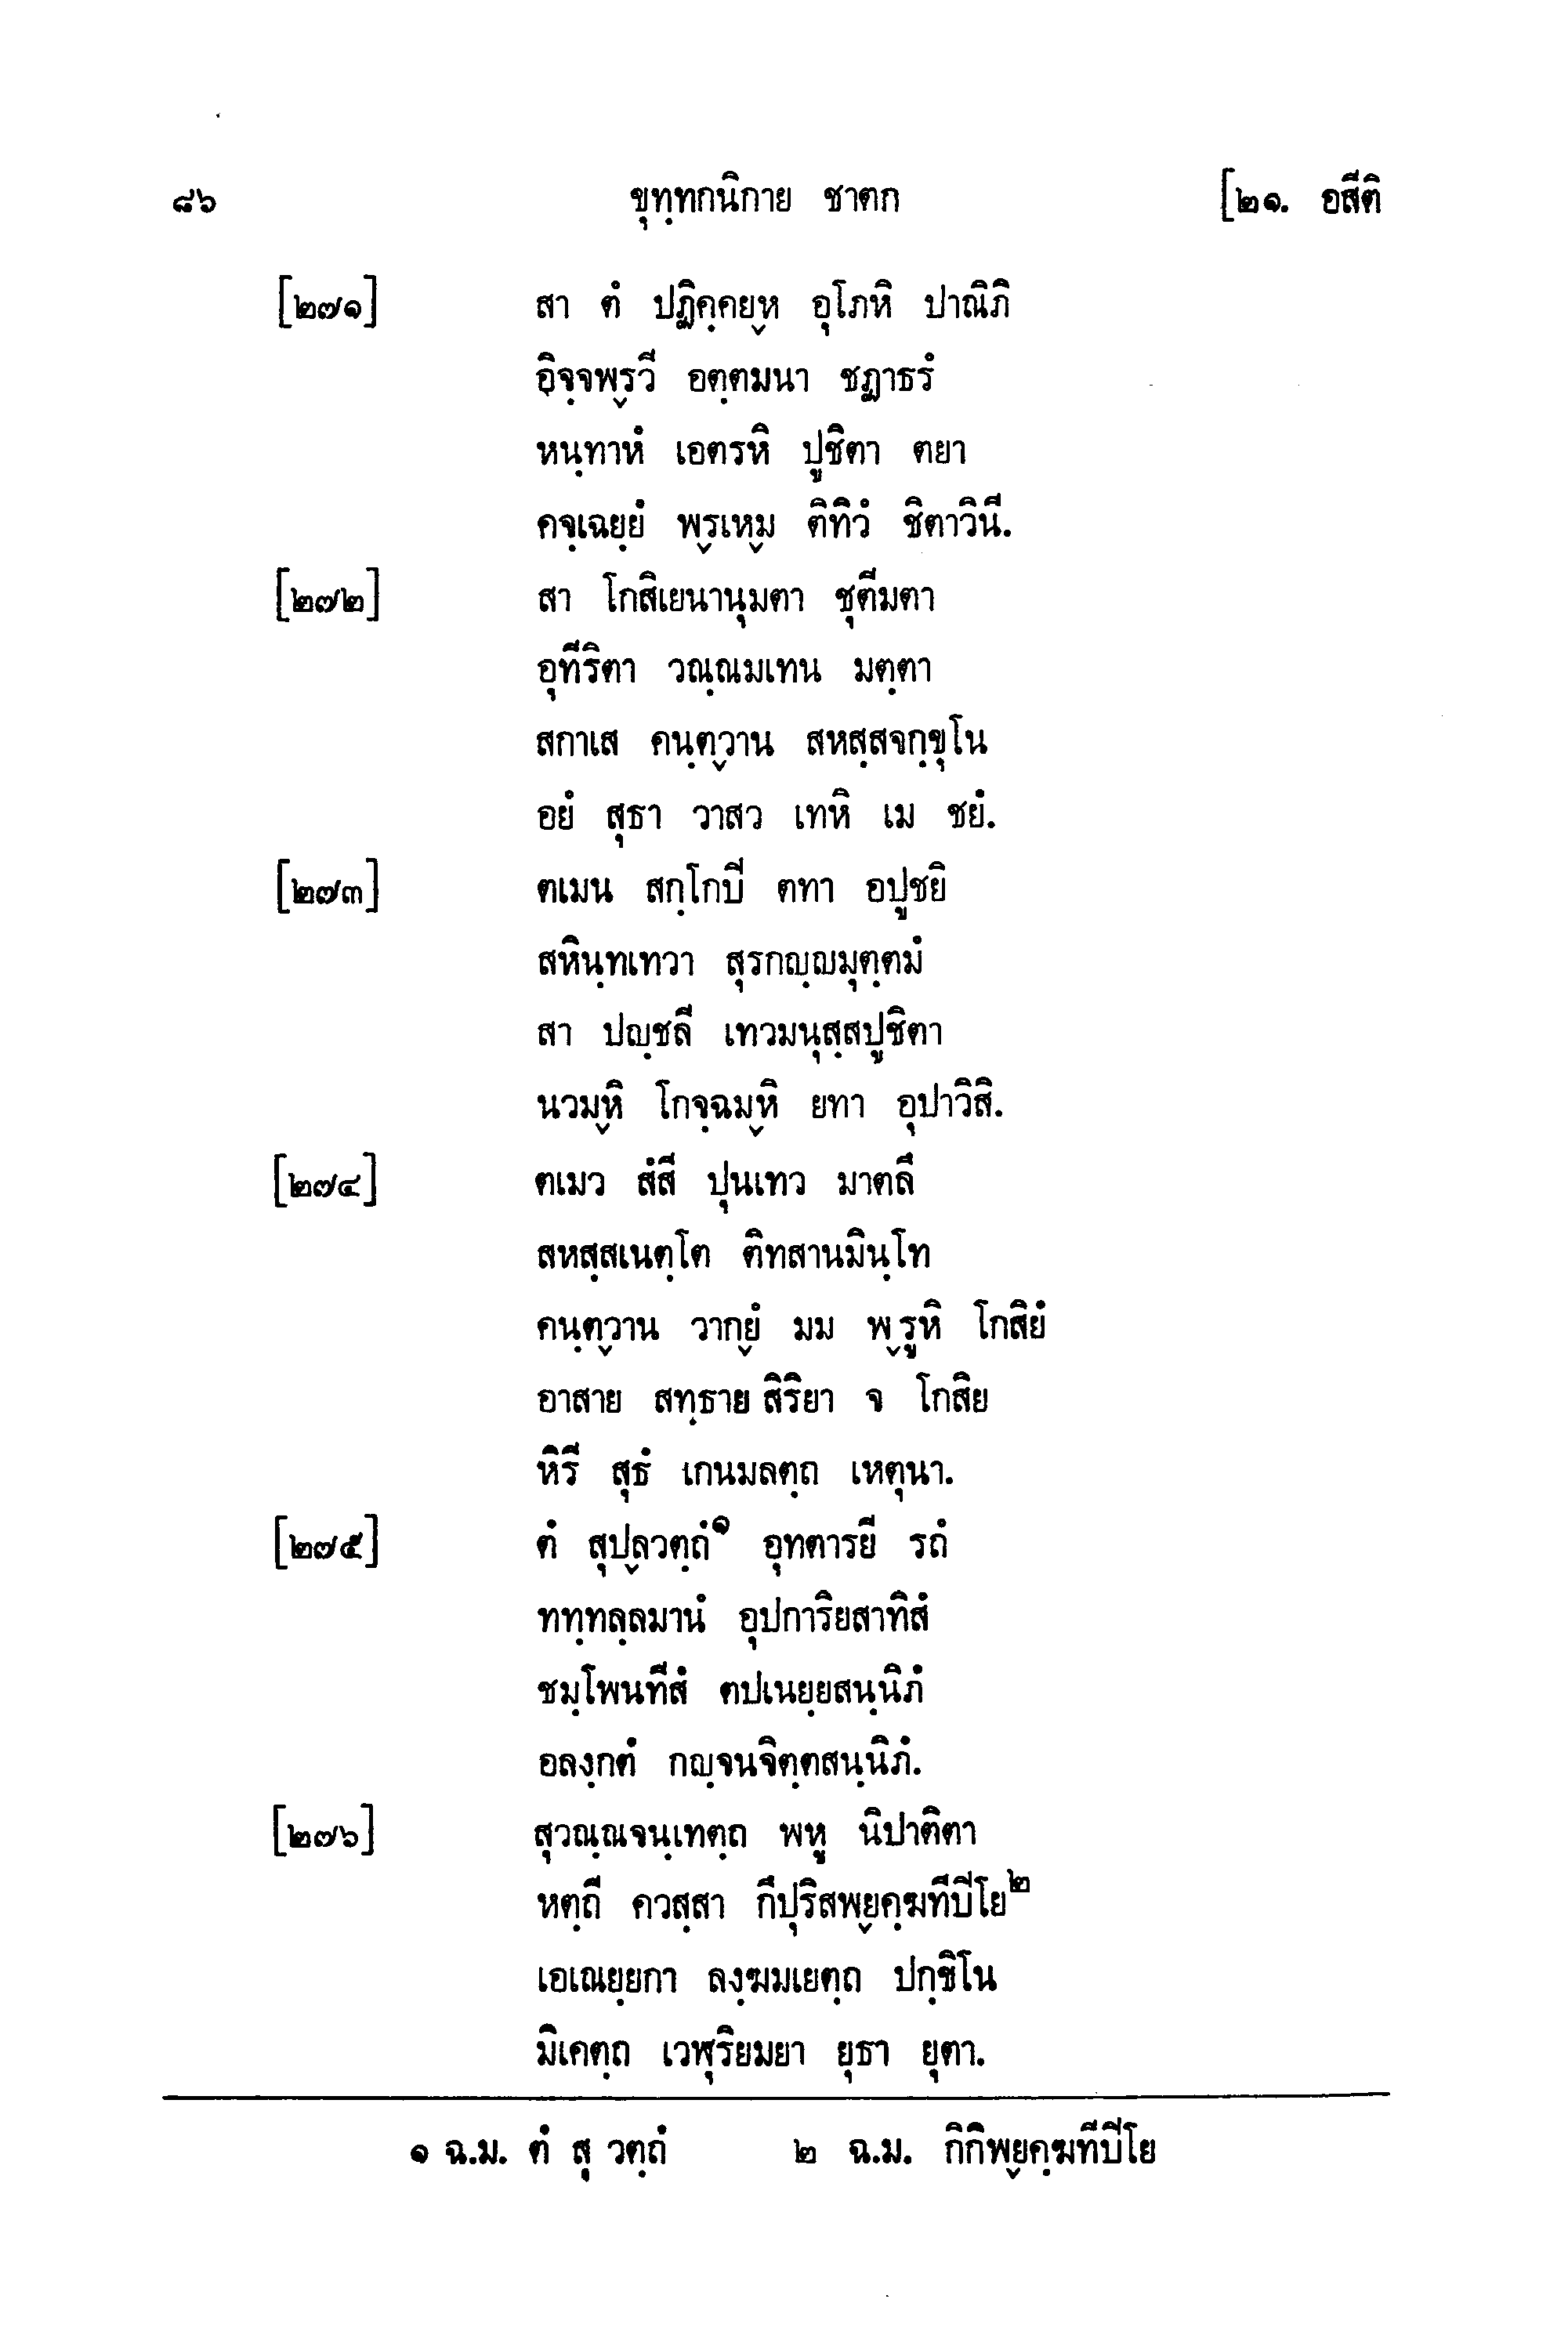 ๘๖ ขุทฺทกนิกาย ชาตก [๒๑. อสีติ
[๒๗๑] สา ตํ ปฏิคฺคยฺห อุโภหิ ปาณิภิ
อิจฺจพฺรวี อตฺตมนา ชฏาธรํ
หนฺทาหํ เอตรหิ ปูชิตา ตยา
คจฺเฉยฺยํ พฺรเหฺม ติทิวํ ชิตาวินี.
[๒๗๒] สา โกสิเยนานุมตา ชุตีมตา
อุทีริตา วณฺณมเทน มตฺตา
สกาเส คนฺตฺวาน สหสฺสจกฺขุโน
อยํ สุธา วาสว เทหิ เม ชยํ.
[๒๗๓] ตเมน สกฺโกปี ตทา อปูชยิ
สหินฺทเทวา สุรกญฺญมุตฺตมํ
สา ปญฺชลี เทวมนุสฺสปูชิตา
นวมฺหิ โกจฺฉมฺหิ ยทา อุปาวิสิ.
[๒๗๔] ตเมว สํสี ปุนเทว มาตลึ
สหสฺสเนตฺโต ติทสานมินฺโท
คนฺตฺวาน วากฺยํ มม พฺรูหิ โกสิยํ
อาสาย สทฺธาย สิริยา จ โกสิย
หิรี สุธํ เกนมลตฺถ เหตุนา.
[๒๗๕] ตํ สุปฺลวตฺถํ๑ อุทตารยี รถํ
ททฺทลฺลมานํ อุปการิยสาทิสํ
ชมฺโพนทีสํ ตปเนยฺยสนฺนิภํ
อลงฺกตํ กญฺจนจิตฺตสนฺนิภํ.
[๒๗๖] สุวณฺณจนฺเทตฺถ พหู นิปาติตา
หตฺถี ควสฺสา กึปุริสพฺยคฺฆทีปิโย๒
เอเณยฺยกา ลงฺฆมเยตฺถ ปกฺขิโน
มิเคตฺถ เวฬุริยมยา ยุธา ยุตา.
๑ ฉ.ม. ตํ สุ วตฺถํ ๒ ฉ.ม. กิกิพฺยคฺฆทีปิโย